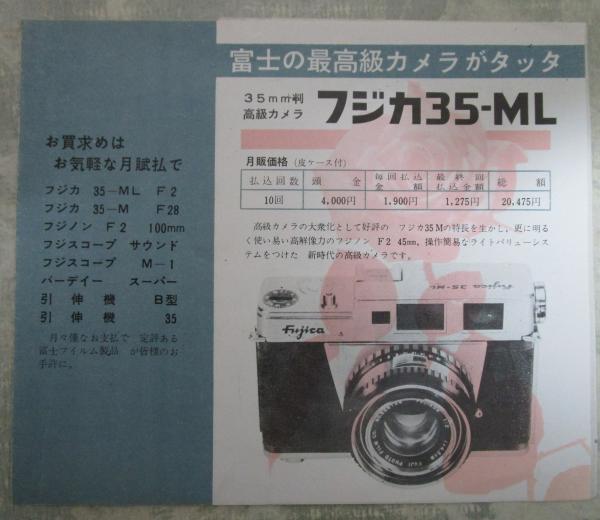 富士の最高級カメラがタッタ
35mm判
高級カメラ
フジカ35-ML
月販価格 (皮ケース付)
払込回数 頭金 毎回払込金額 最終回払込金額 総額
10回 4,000円 1,900円 1,275円 20,475円
高級カメラの大衆化として好評の フジカ35Mの特長を生かし、更に明る
く使い易い高解像力のフジノン F2 45mm、操作簡易なライトバリューシス
テムをつけた 新時代の高級カメラです。
お買求めは
お気軽な月賦払で
フジカ 35-ML F2
フジカ 35-M F28
フジノン F2 100mm
フジスコープ サウンド
フジスコープ M-1
バーデイー スーパー
引伸機 B型
引伸機 35
月々僅なお支払で 定評ある
富士フイルム製品 が皆様のお
手許に。
Fujica 35-ML
Fujica